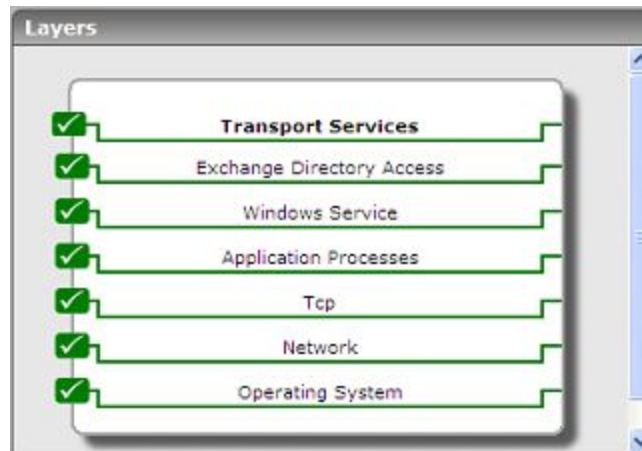 Layers
Transport Services
Exchange Directory Access
Windows Service
Application Processes
Tcp
Network
Operating System